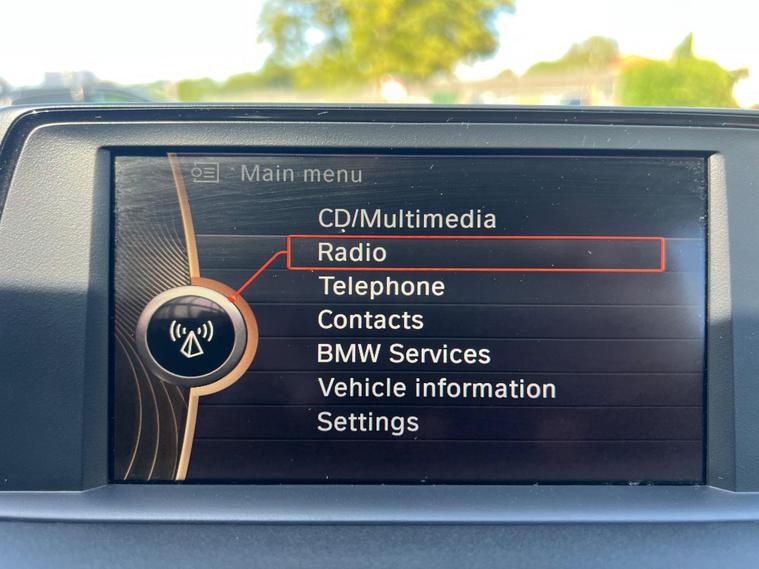 Main menu
CD/Multimedia
Radio
Telephone
Contacts
BMW Services
Vehicle information
Settings